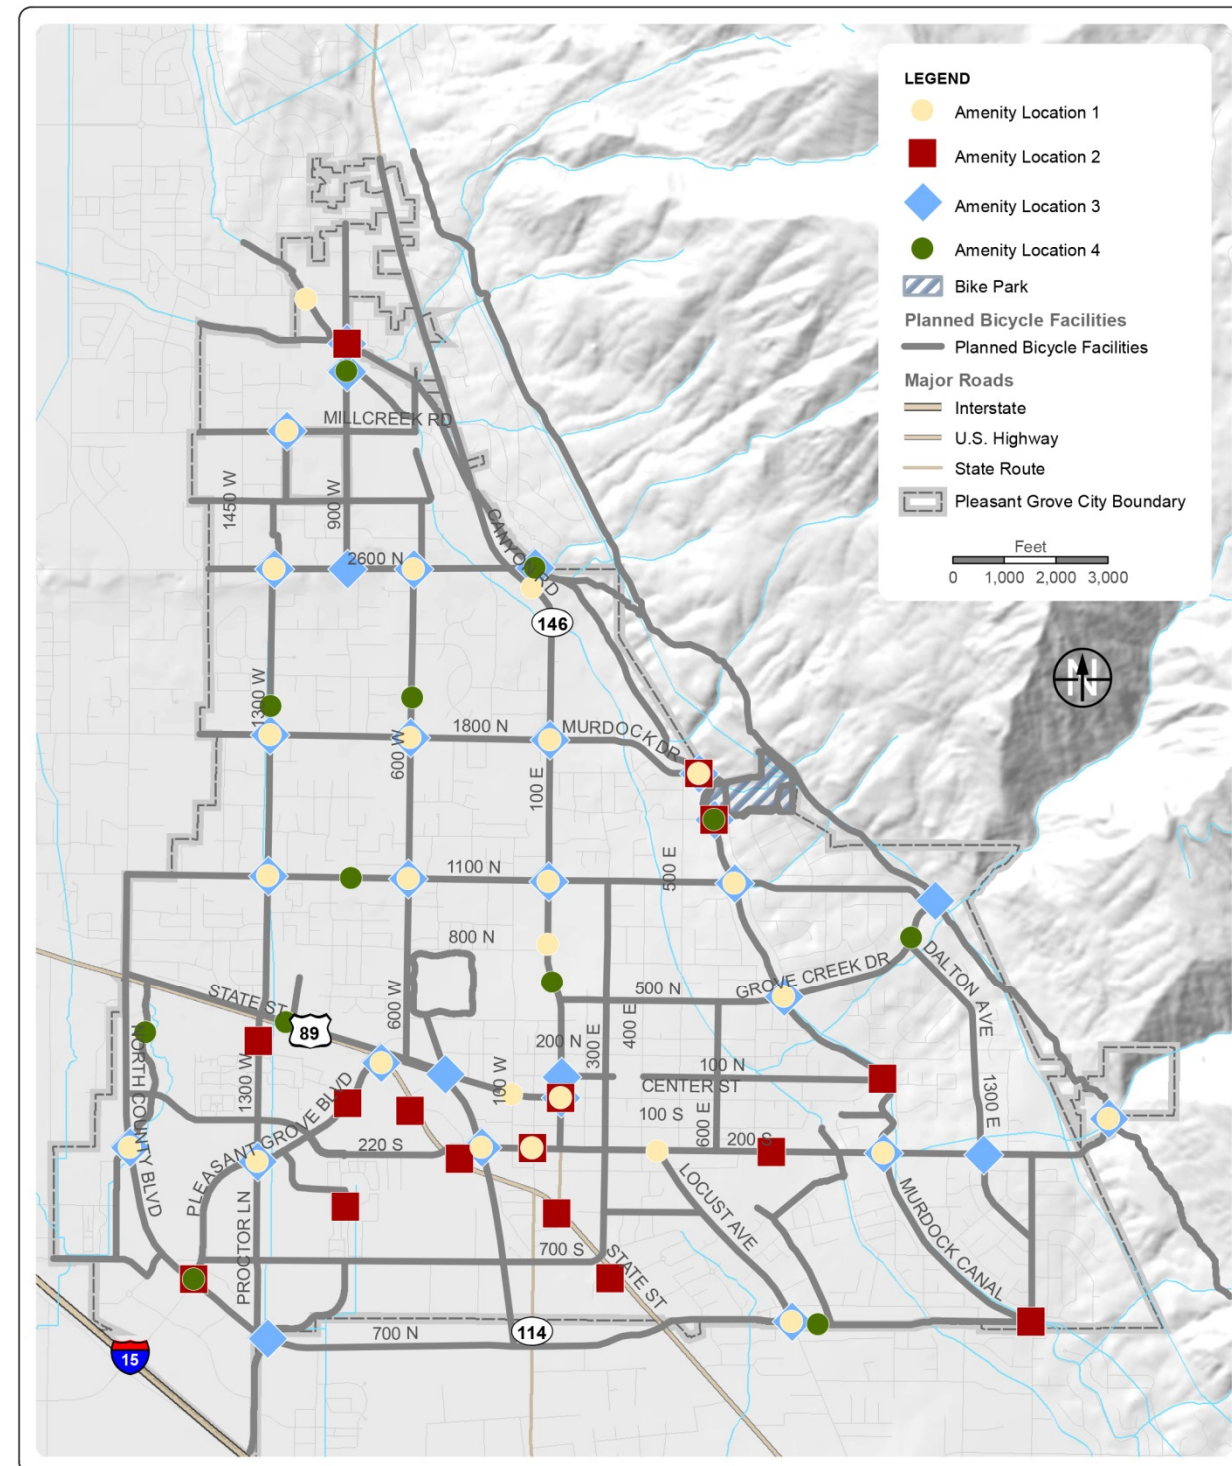 LEGEND
Amenity Location 1
Amenity Location 2
Amenity Location 3
Amenity Location 4
Bike Park
Planned Bicycle Facilities
Planned Bicycle Facilities
Major Roads
Interstate
U.S. Highway
State Route
Pleasant Grove City Boundary
Feet
0 1,000 2,000 3,000
N
MILLCREEK RD
1450 W
900 W
CANYON RD
2600 N
146
1300 W
600 W
1800 N
MURDOCK DR
100 E
1100 N
500 E
800 N
STATE ST
89
600 W
500 N
GROVE CREEK DR
DALTON AVE
NORTH COUNTY BLVD
1300 W
200 N
300 E
400 E
100 W
100 N
CENTER ST
100 S
600 E
200 S
1300 E
PLEASANT GROVE BLVD
220 S
LOCUST AVE
MURDOCK CANAL
PROCTOR LN
700 S
STATE ST
700 N
114
15